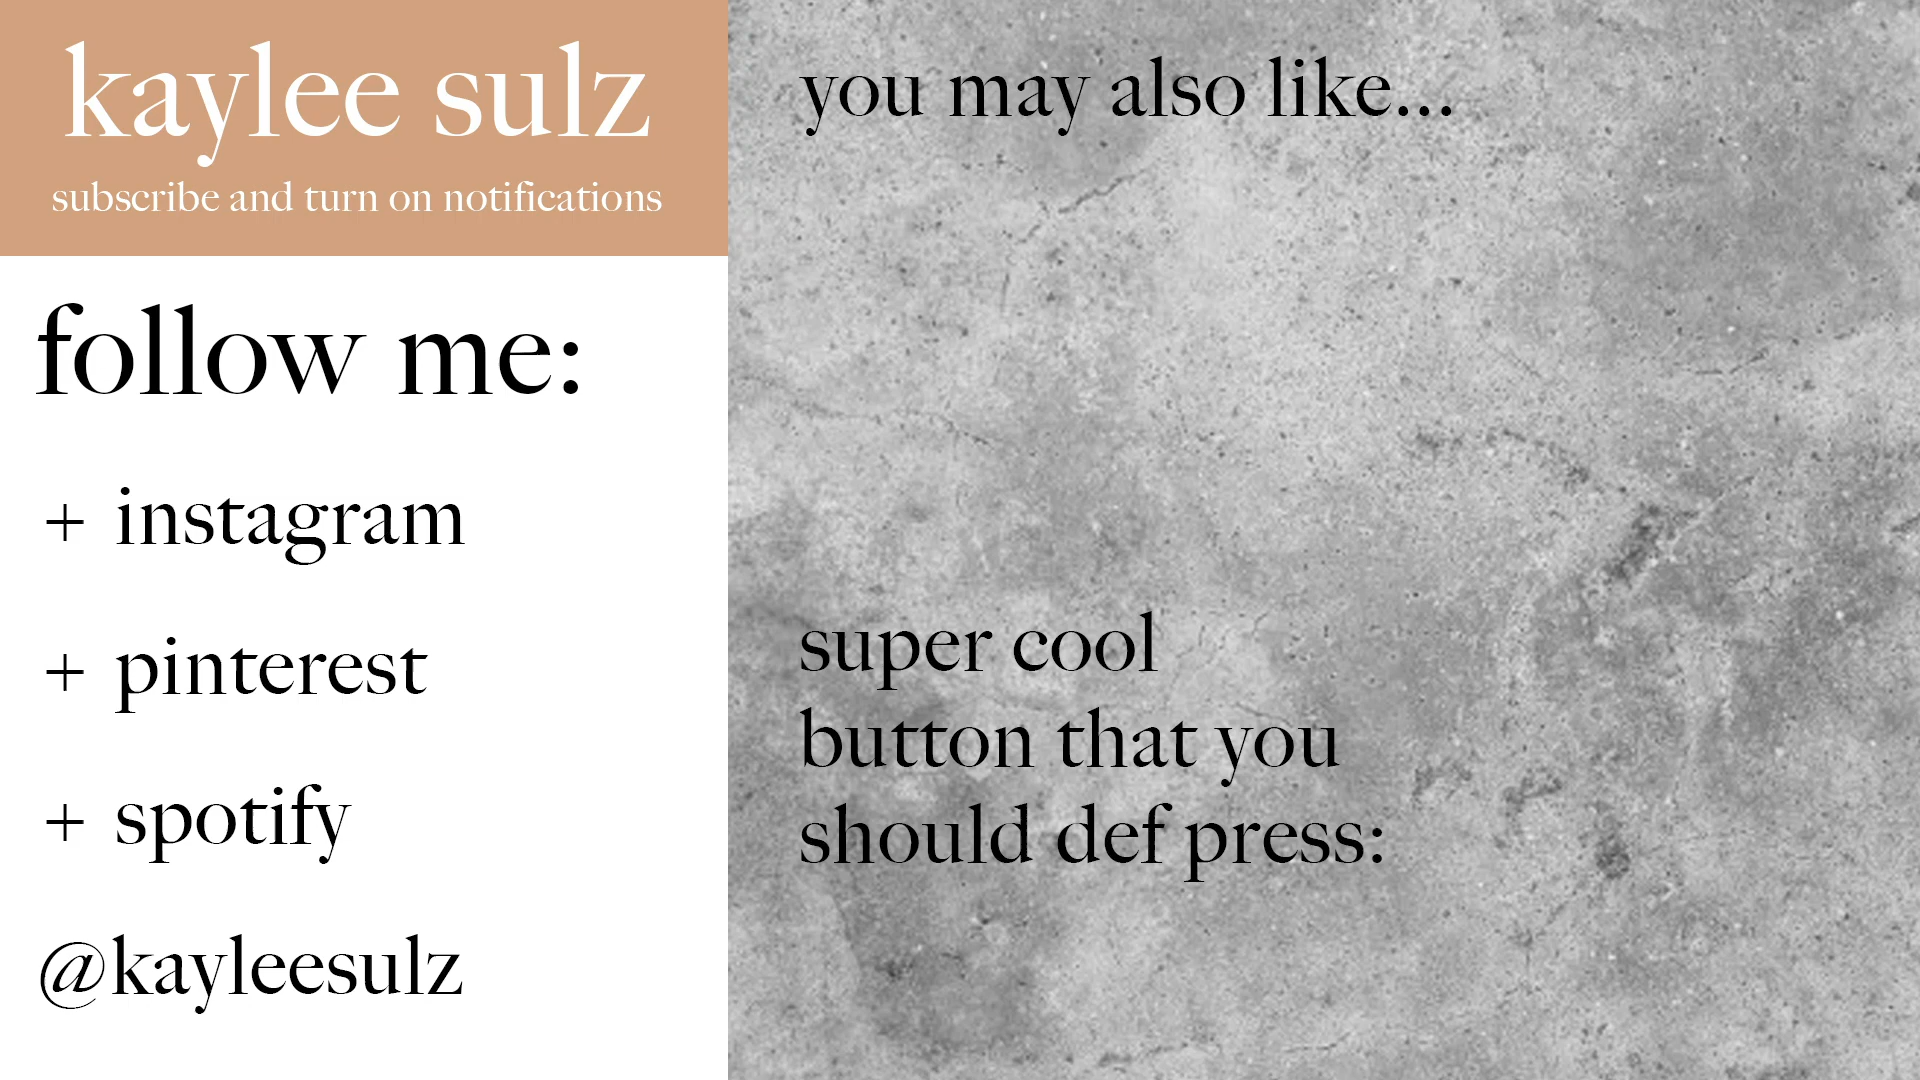 kaylee sulz
subscribe and turn on notifications
follow me:
+ instagram
+ pinterest
+ spotify
@kayleesulz
you may also like...
super cool
button that you
should def press: